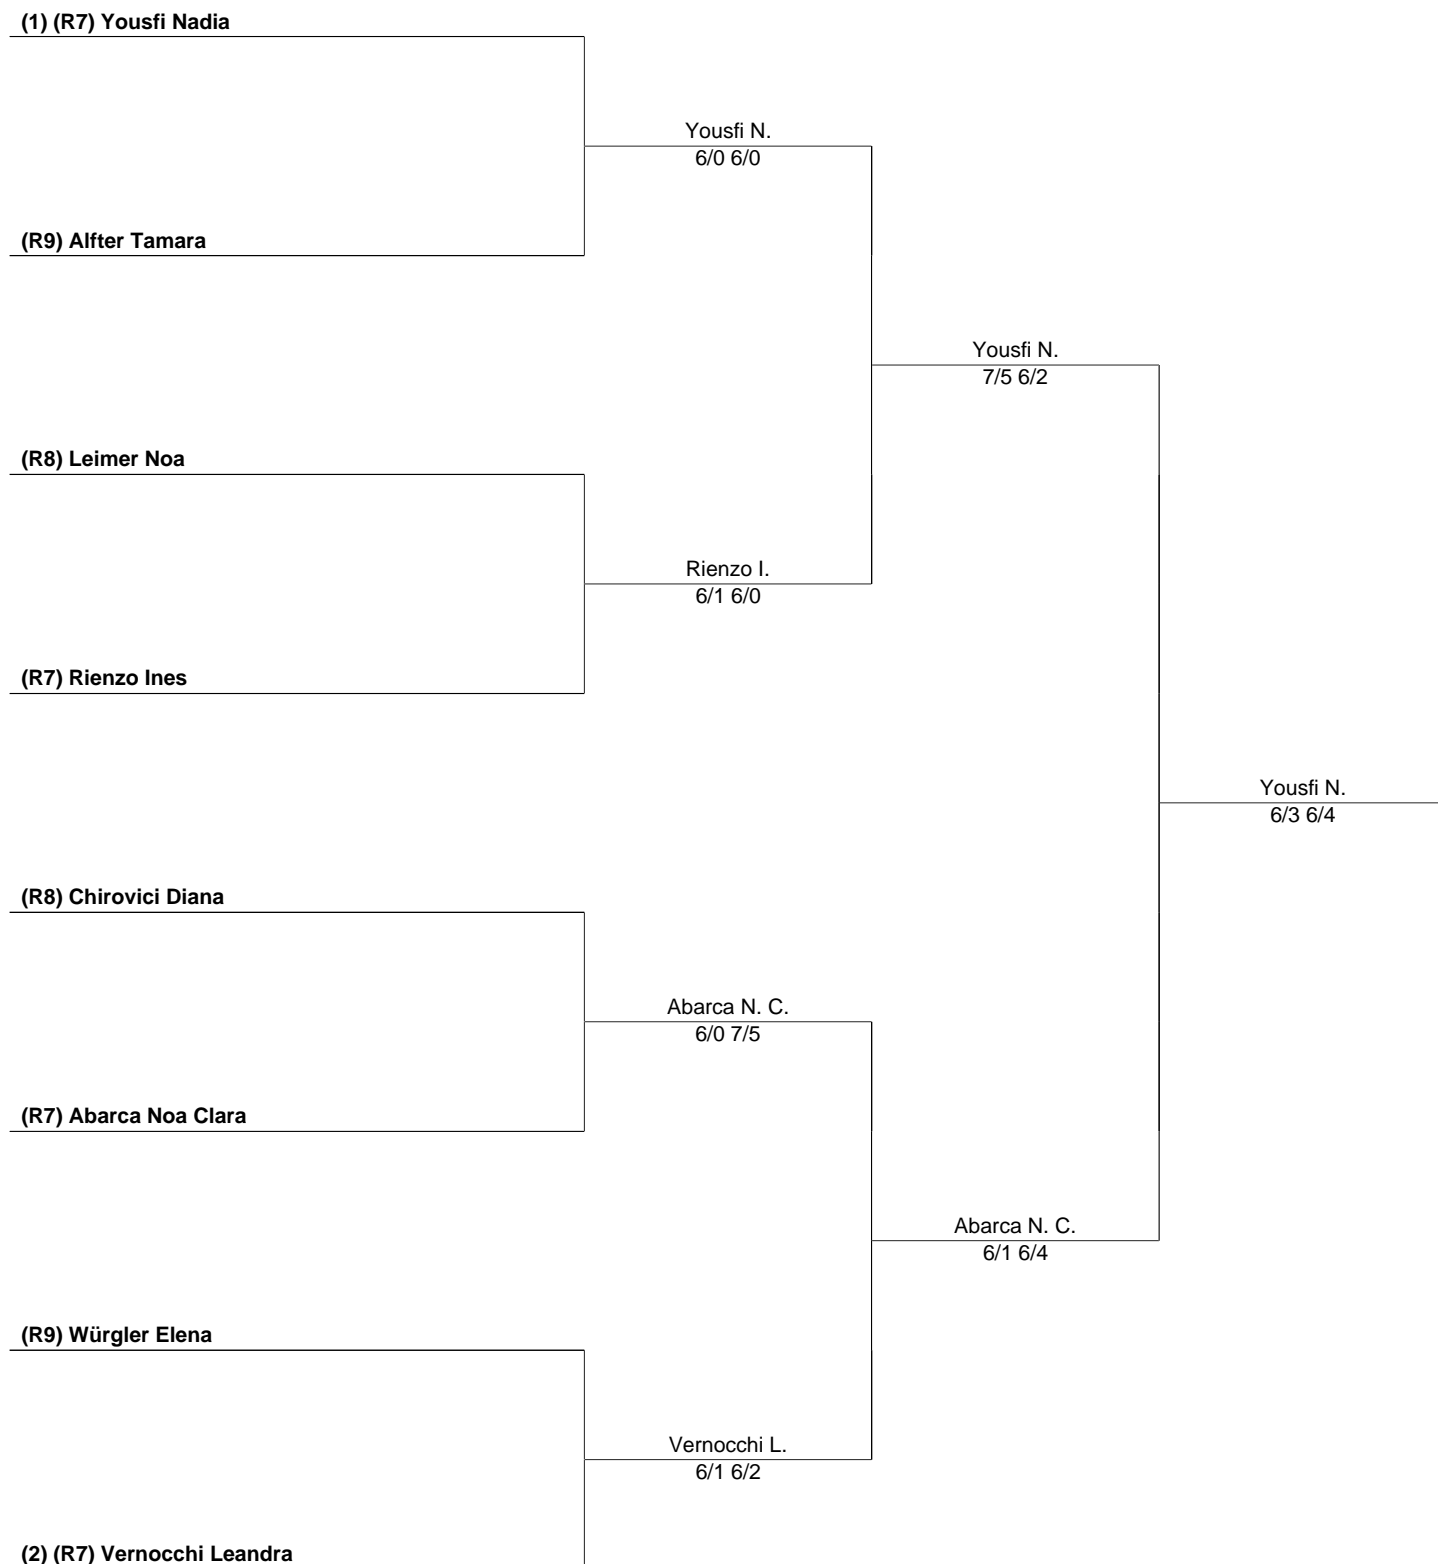 (1) (R7) Yousfi Nadia
Yousfi N.
6/0 6/0
(R9) Alfter Tamara
Yousfi N.
7/5 6/2
(R8) Leimer Noa
Rienzo I.
6/1 6/0
(R7) Rienzo Ines
Yousfi N.
6/3 6/4
(R8) Chirovici Diana
Abarca N. C.
6/0 7/5
(R7) Abarca Noa Clara
Abarca N. C.
6/1 6/4
(R9) Würgler Elena
Vernocchi L.
6/1 6/2
(2) (R7) Vernocchi Leandra